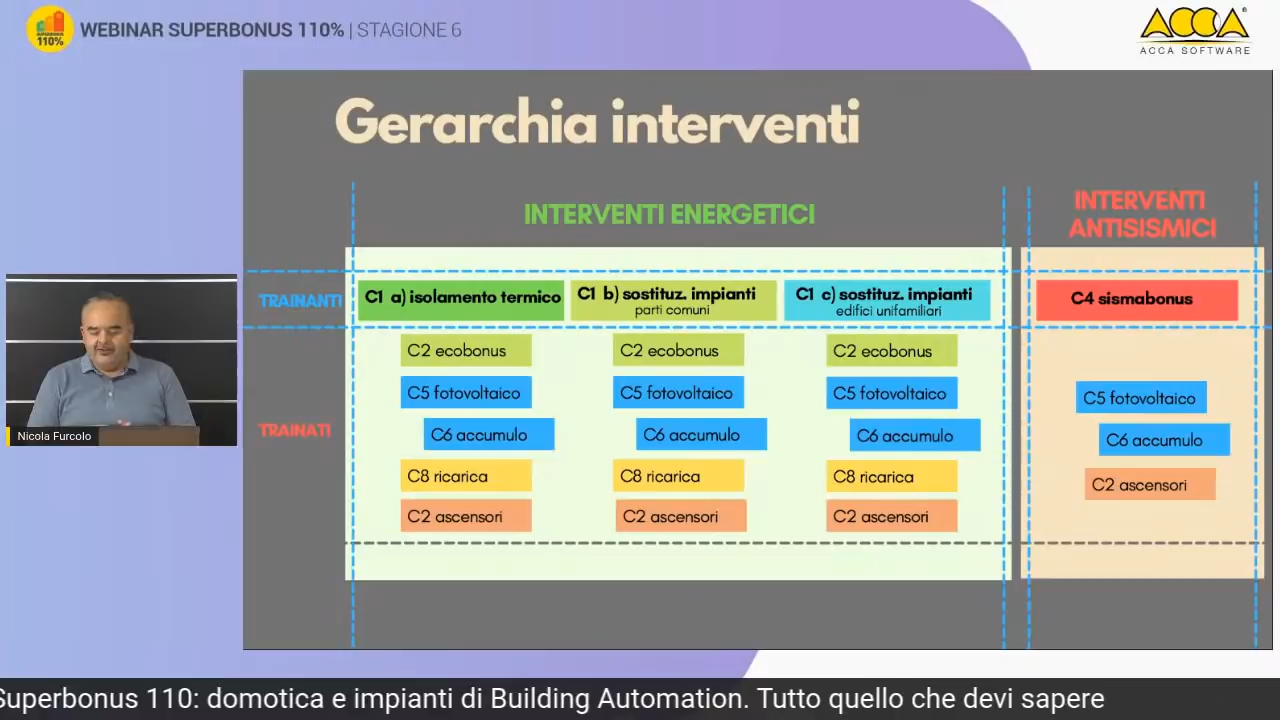 SUPERBONUS
110%
WEBINAR SUPERBONUS 110% | STAGIONE 6
ACCA
ACCA SOFTWARE
Gerarchia interventi
INTERVENTI ENERGETICI
INTERVENTI
ANTISISMICI
TRAINANTI
C1 a) isolamento termico
C1 b) sostituz. impianti
parti comuni
C1 c) sostituz. impianti
edifici unifamiliari
C4 sismabonus
C2 ecobonus
C2 ecobonus
C2 ecobonus
C5 fotovoltaico
C5 fotovoltaico
C5 fotovoltaico
C5 fotovoltaico
TRAINATI
C6 accumulo
C6 accumulo
C6 accumulo
C6 accumulo
C8 ricarica
C8 ricarica
C8 ricarica
C2 ascensori
C2 ascensori
C2 ascensori
C2 ascensori
Nicola Furcolo
Superbonus 110: domotica e impianti di Building Automation. Tutto quello che devi sapere